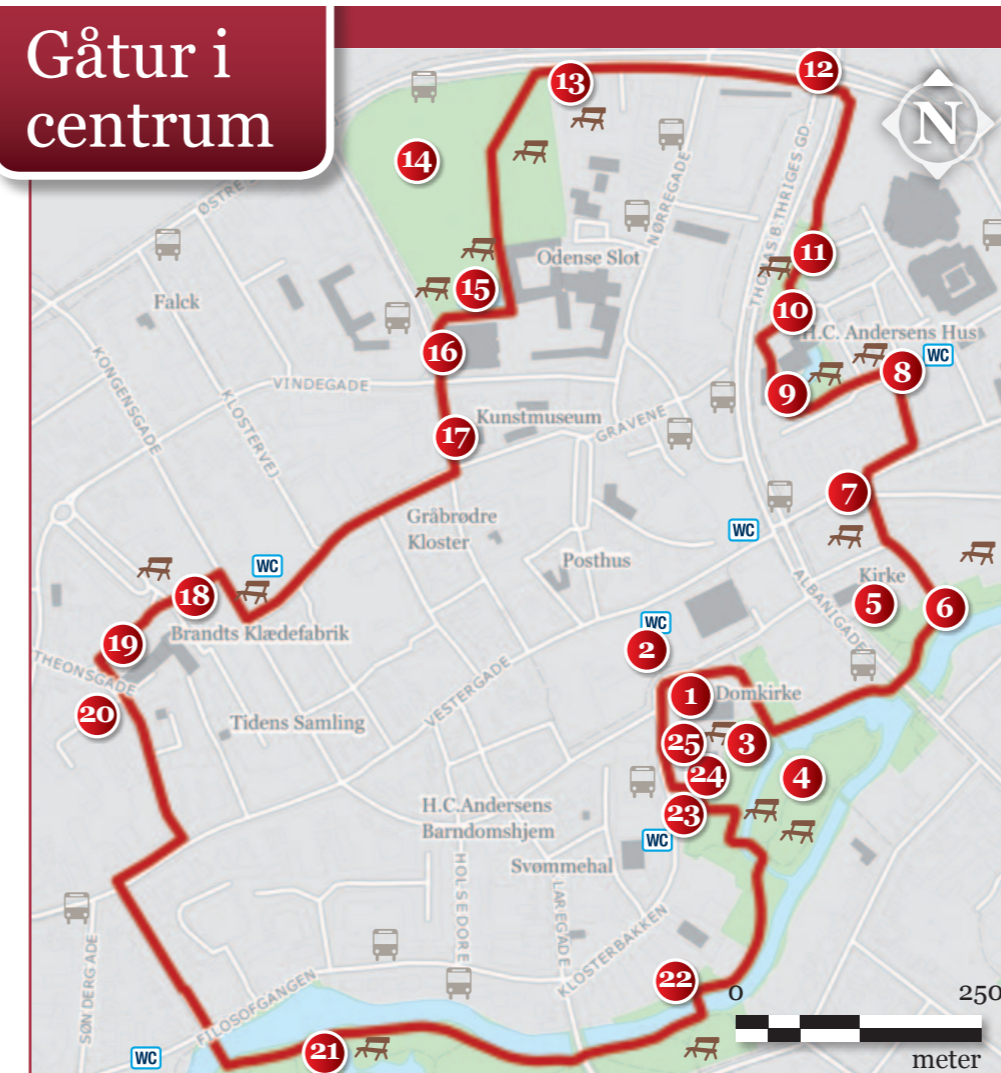 Gåtur i
centrum
12
13
N
14
THOMAS B. THRIGES GD.
NØRREGADE
ØSTRE
11
Odense Slot
15
Falck
10
H.C. Andersens Hus
16
WC
8
KONGENSGADE
KLOSTERVEJ
VINDEGADE
9
Kunstmuseum
GRAVENE
17
7
Gråbrødre
Kloster
WC
Posthus
WC
Kirke
18
5
6
ALBANIGADE
WC
19
Brandts Klædefabrik
2
THEONSGADE
1
Domkirke
20
VESTERGADE
Tidens Samling
25
3
24
4
H.C.Andersens
Barndomshjem
23
WC
Svømmehal
HOLSEDORE
LAREGADE
KLOSTERBAKKEN
SØNDERGADE
FILOSOFGANGEN
22
0
250
21
WC
meter